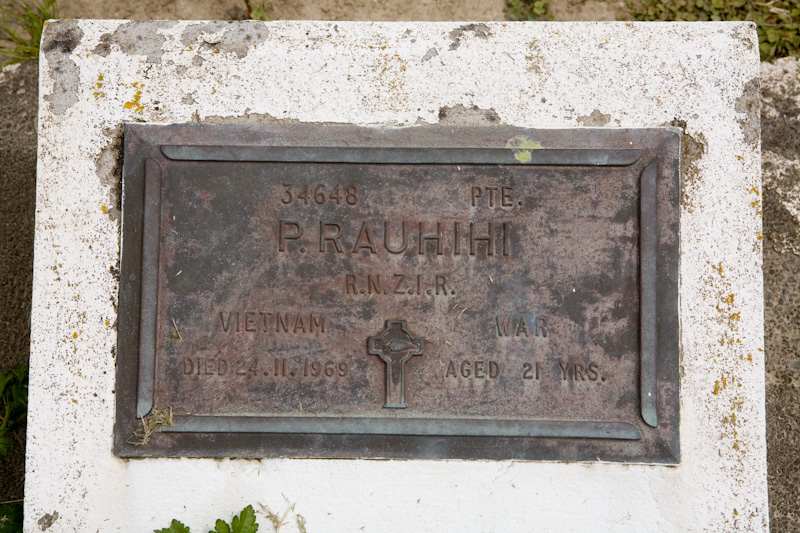 34648 PTE.
P. RAUHIHI
R.N.Z.I.R.
VIETNAM WAR
DIED 24.11.1969 AGED 21 YRS.